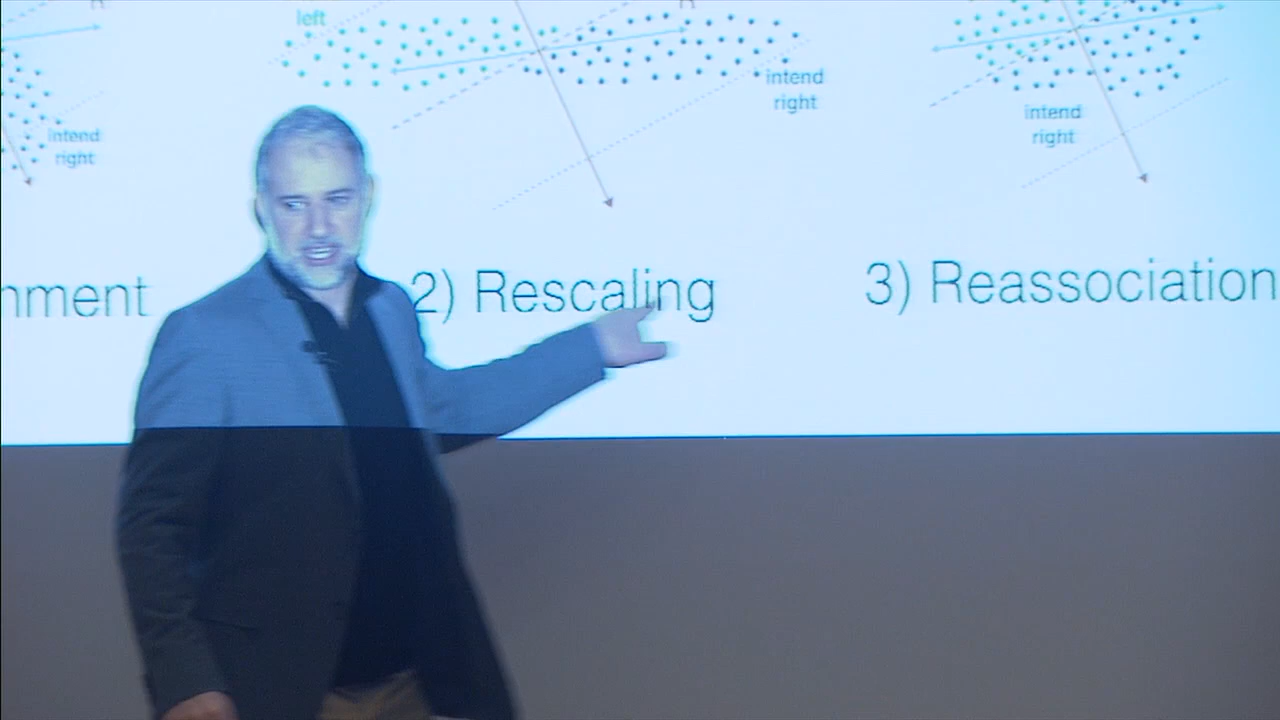 left
intend
right
intend
right
intend
right
nment
2) Rescaling
3) Reassociation